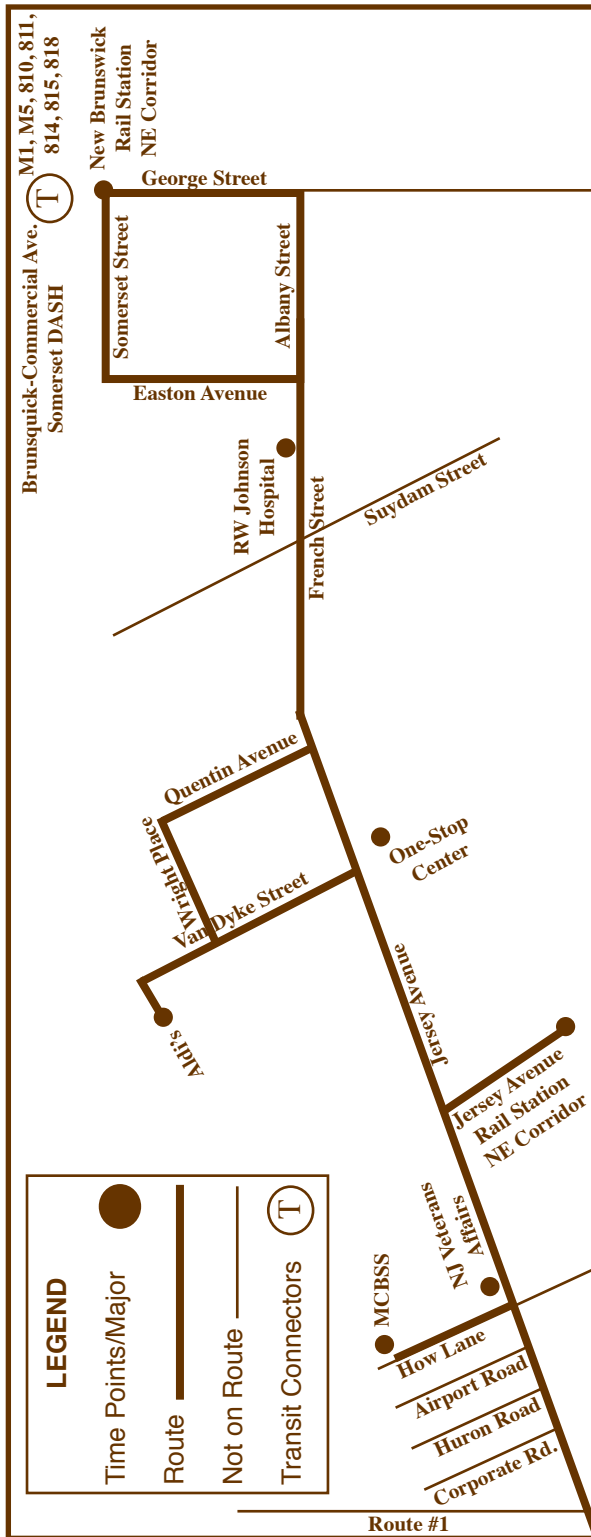 Brunsquick-Commercial Ave.
Somerset DASH
M1, M5, 810, 811,
814, 815, 818
T
New Brunswick
Rail Station
NE Corridor
George Street
Somerset Street
Albany Street
Easton Avenue
RW Johnson
Hospital
Suydam Street
French Street
Quentin Avenue
Wright Place
Van Dyke Street
One-Stop
Center
Aldi's
Jersey Avenue
Jersey Avenue
Rail Station
NE Corridor
NJ Veterans
Affairs
MCBSS
How Lane
Airport Road
Huron Road
Corporate Rd.
Route #1
LEGEND
Time Points/Major
Route
Not on Route
Transit Connectors
T